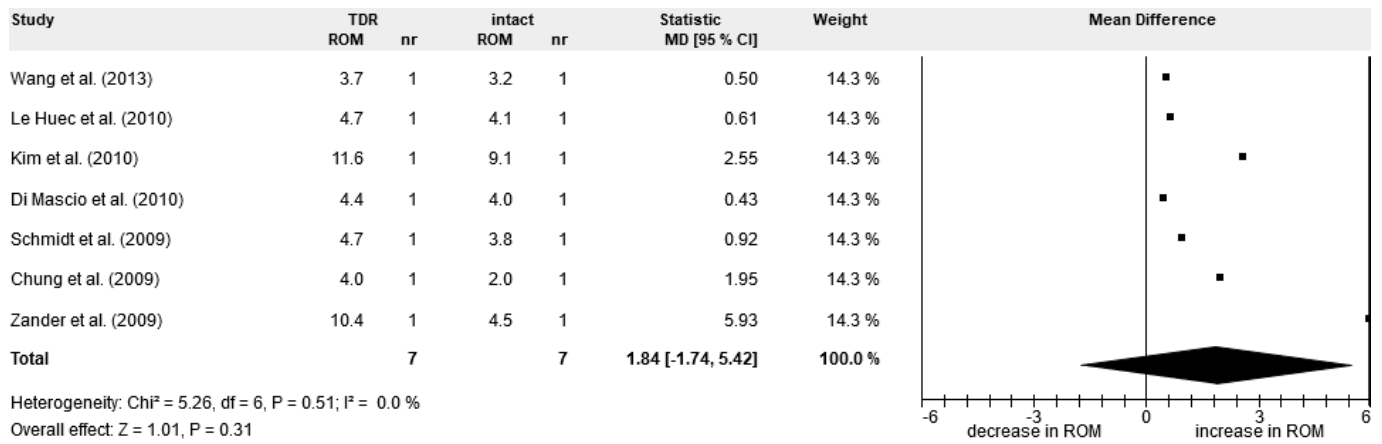 Study TDR intact Statistic Weight Mean Difference
ROM nr ROM nr MD [95 % CI]
Wang et al. (2013) 3.7 1 3.2 1 0.50 14.3 %
Le Huec et al. (2010) 4.7 1 4.1 1 0.61 14.3 %
Kim et al. (2010) 11.6 1 9.1 1 2.55 14.3 %
Di Mascio et al. (2010) 4.4 1 4.0 1 0.43 14.3 %
Schmidt et al. (2009) 4.7 1 3.8 1 0.92 14.3 %
Chung et al. (2009) 4.0 1 2.0 1 1.95 14.3 %
Zander et al. (2009) 10.4 1 4.5 1 5.93 14.3 %
Total 7 7 1.84 [-1.74, 5.42] 100.0 %
Heterogeneity: Chi² = 5.26, df = 6, P = 0.51; I² = 0.0 %
Overall effect: Z = 1.01, P = 0.31
-6 -3 0 3 6
decrease in ROM increase in ROM